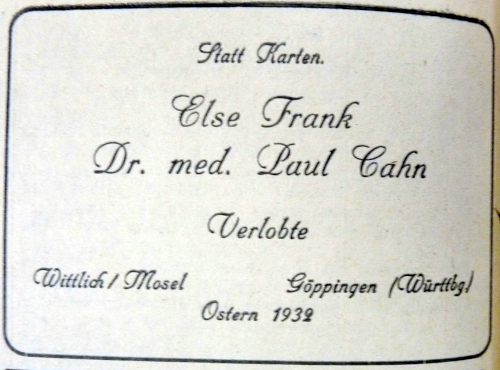 Statt Karten.
Else Frank
Dr. med. Paul Cahn
Verlobte
Wittlich/Mosel Göppingen (Württbg.)
Ostern 1932